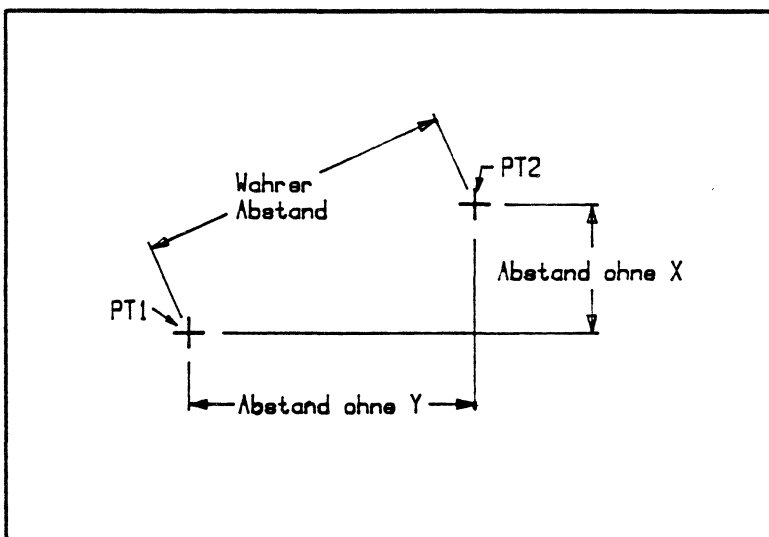 PT2
Wahrer
Abstand
Abstand ohne X
PT1
Abstand ohne Y